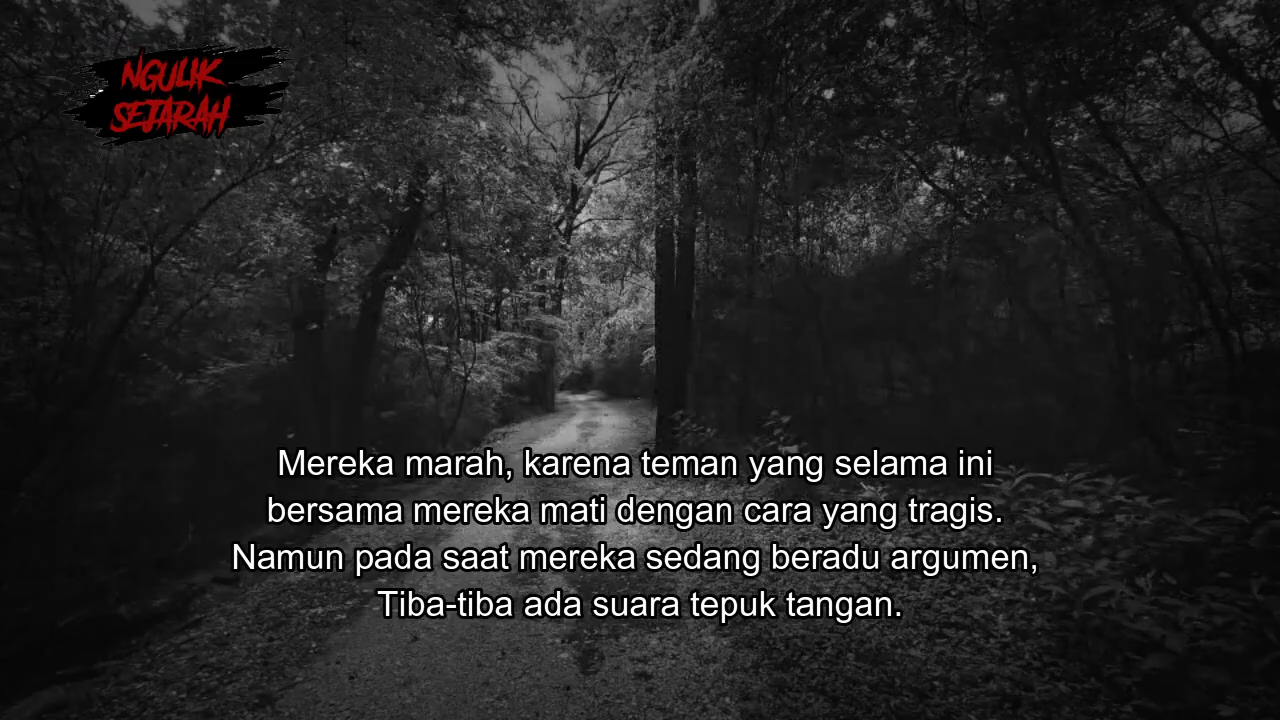 NGULIK
SEJARAH
Mereka marah, karena teman yang selama ini
bersama mereka mati dengan cara yang tragis.
Namun pada saat mereka sedang beradu argumen,
Tiba-tiba ada suara tepuk tangan.